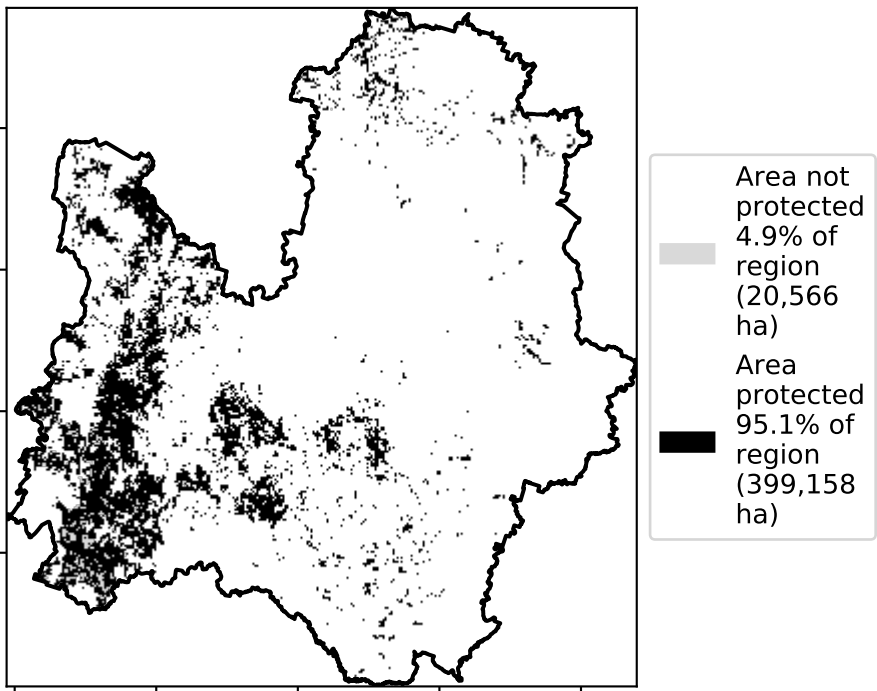 Area not
protected
4.9% of
region
(20,566
ha)
Area
protected
95.1% of
region
(399,158
ha)